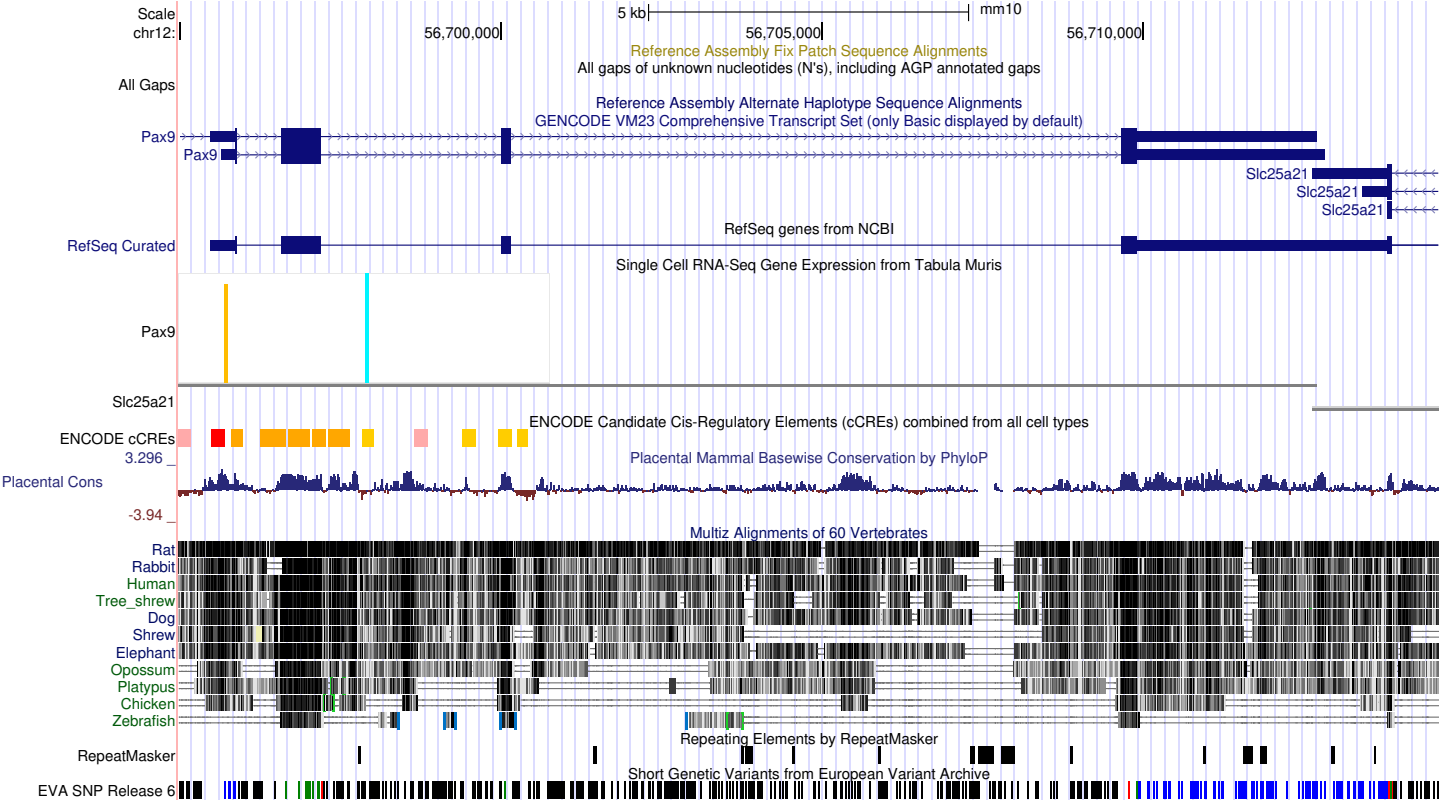 Scale 5 kb mm10
chr12: 56,700,000 56,705,000 56,710,000
Reference Assembly Fix Patch Sequence Alignments
All gaps of unknown nucleotides (N's), including AGP annotated gaps
All Gaps
Reference Assembly Alternate Haplotype Sequence Alignments
GENCODE VM23 Comprehensive Transcript Set (only Basic displayed by default)
Pax9
Pax9
Slc25a21
Slc25a21
Slc25a21
RefSeq genes from NCBI
RefSeq Curated
Single Cell RNA-Seq Gene Expression from Tabula Muris
Pax9
Slc25a21
ENCODE Candidate Cis-Regulatory Elements (cCREs) combined from all cell types
ENCODE cCREs
3.296 _
Placental Mammal Basewise Conservation by PhyloP
Placental Cons
-3.94 _
Multiz Alignments of 60 Vertebrates
Rat
Rabbit
Human
Tree_shrew
Dog
Shrew
Elephant
Opossum
Platypus
Chicken
Zebrafish
Repeating Elements by RepeatMasker
RepeatMasker
Short Genetic Variants from European Variant Archive
EVA SNP Release 6